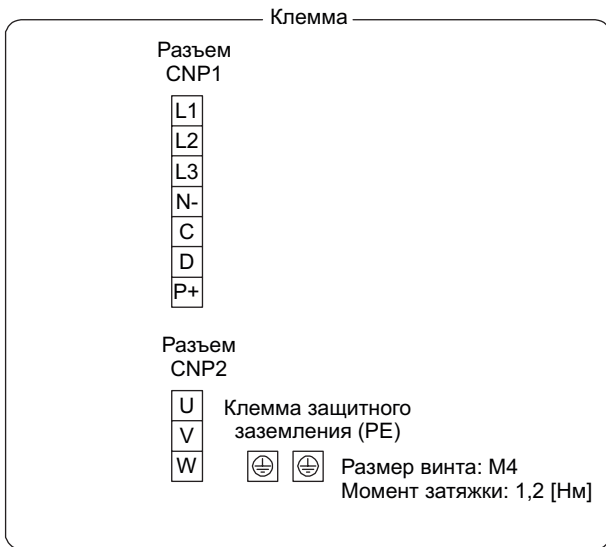 Клемма
Разъем
CNP1
L1
L2
L3
N-
C
D
P+
Разъем
CNP2
U
V
W
Клемма защитного
заземления (PE)
Размер винта: M4
Момент затяжки: 1,2 [Нм]